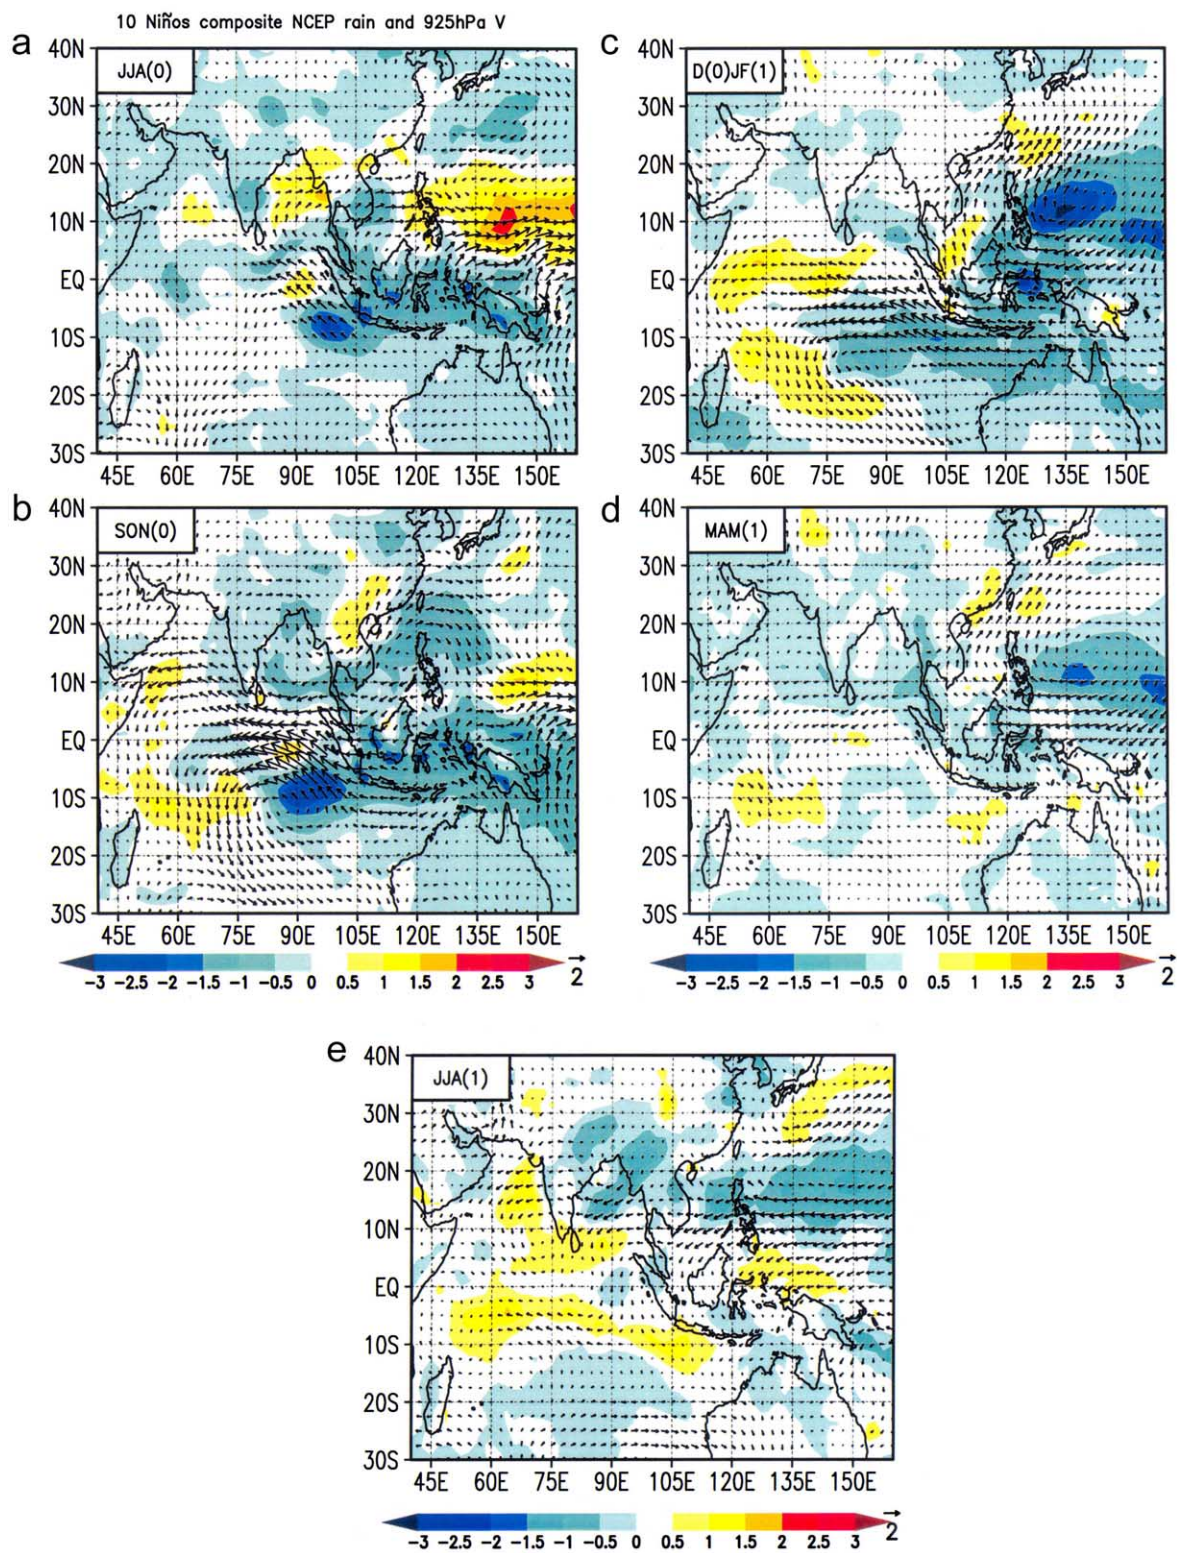 10 Niños composite NCEP rain and 925hPa V
a
JJA(0)
40N
30N
20N
10N
EQ
10S
20S
30S
45E 60E 75E 90E 105E 120E 135E 150E
c
D(0)JF(1)
40N
30N
20N
10N
EQ
10S
20S
30S
45E 60E 75E 90E 105E 120E 135E 150E
b
SON(0)
40N
30N
20N
10N
EQ
10S
20S
30S
45E 60E 75E 90E 105E 120E 135E 150E
-3 -2.5 -2 -1.5 -1 -0.5 0 0.5 1 1.5 2 2.5 3 2
d
MAM(1)
40N
30N
20N
10N
EQ
10S
20S
30S
45E 60E 75E 90E 105E 120E 135E 150E
-3 -2.5 -2 -1.5 -1 -0.5 0 0.5 1 1.5 2 2.5 3 2
e
JJA(1)
40N
30N
20N
10N
EQ
10S
20S
30S
45E 60E 75E 90E 105E 120E 135E 150E
-3 -2.5 -2 -1.5 -1 -0.5 0 0.5 1 1.5 2 2.5 3 2